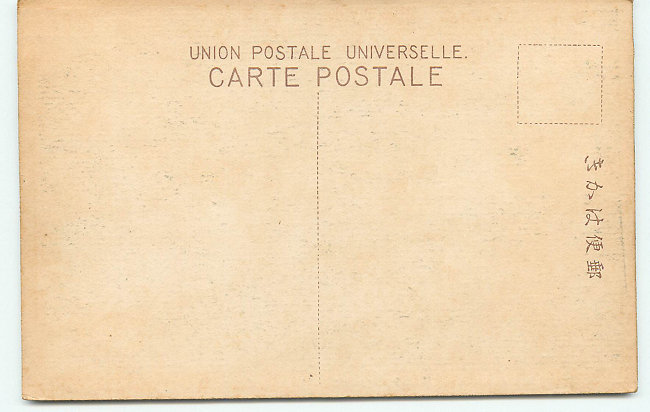 UNION POSTALE UNIVERSELLE.
CARTE POSTALE
郵便はかき